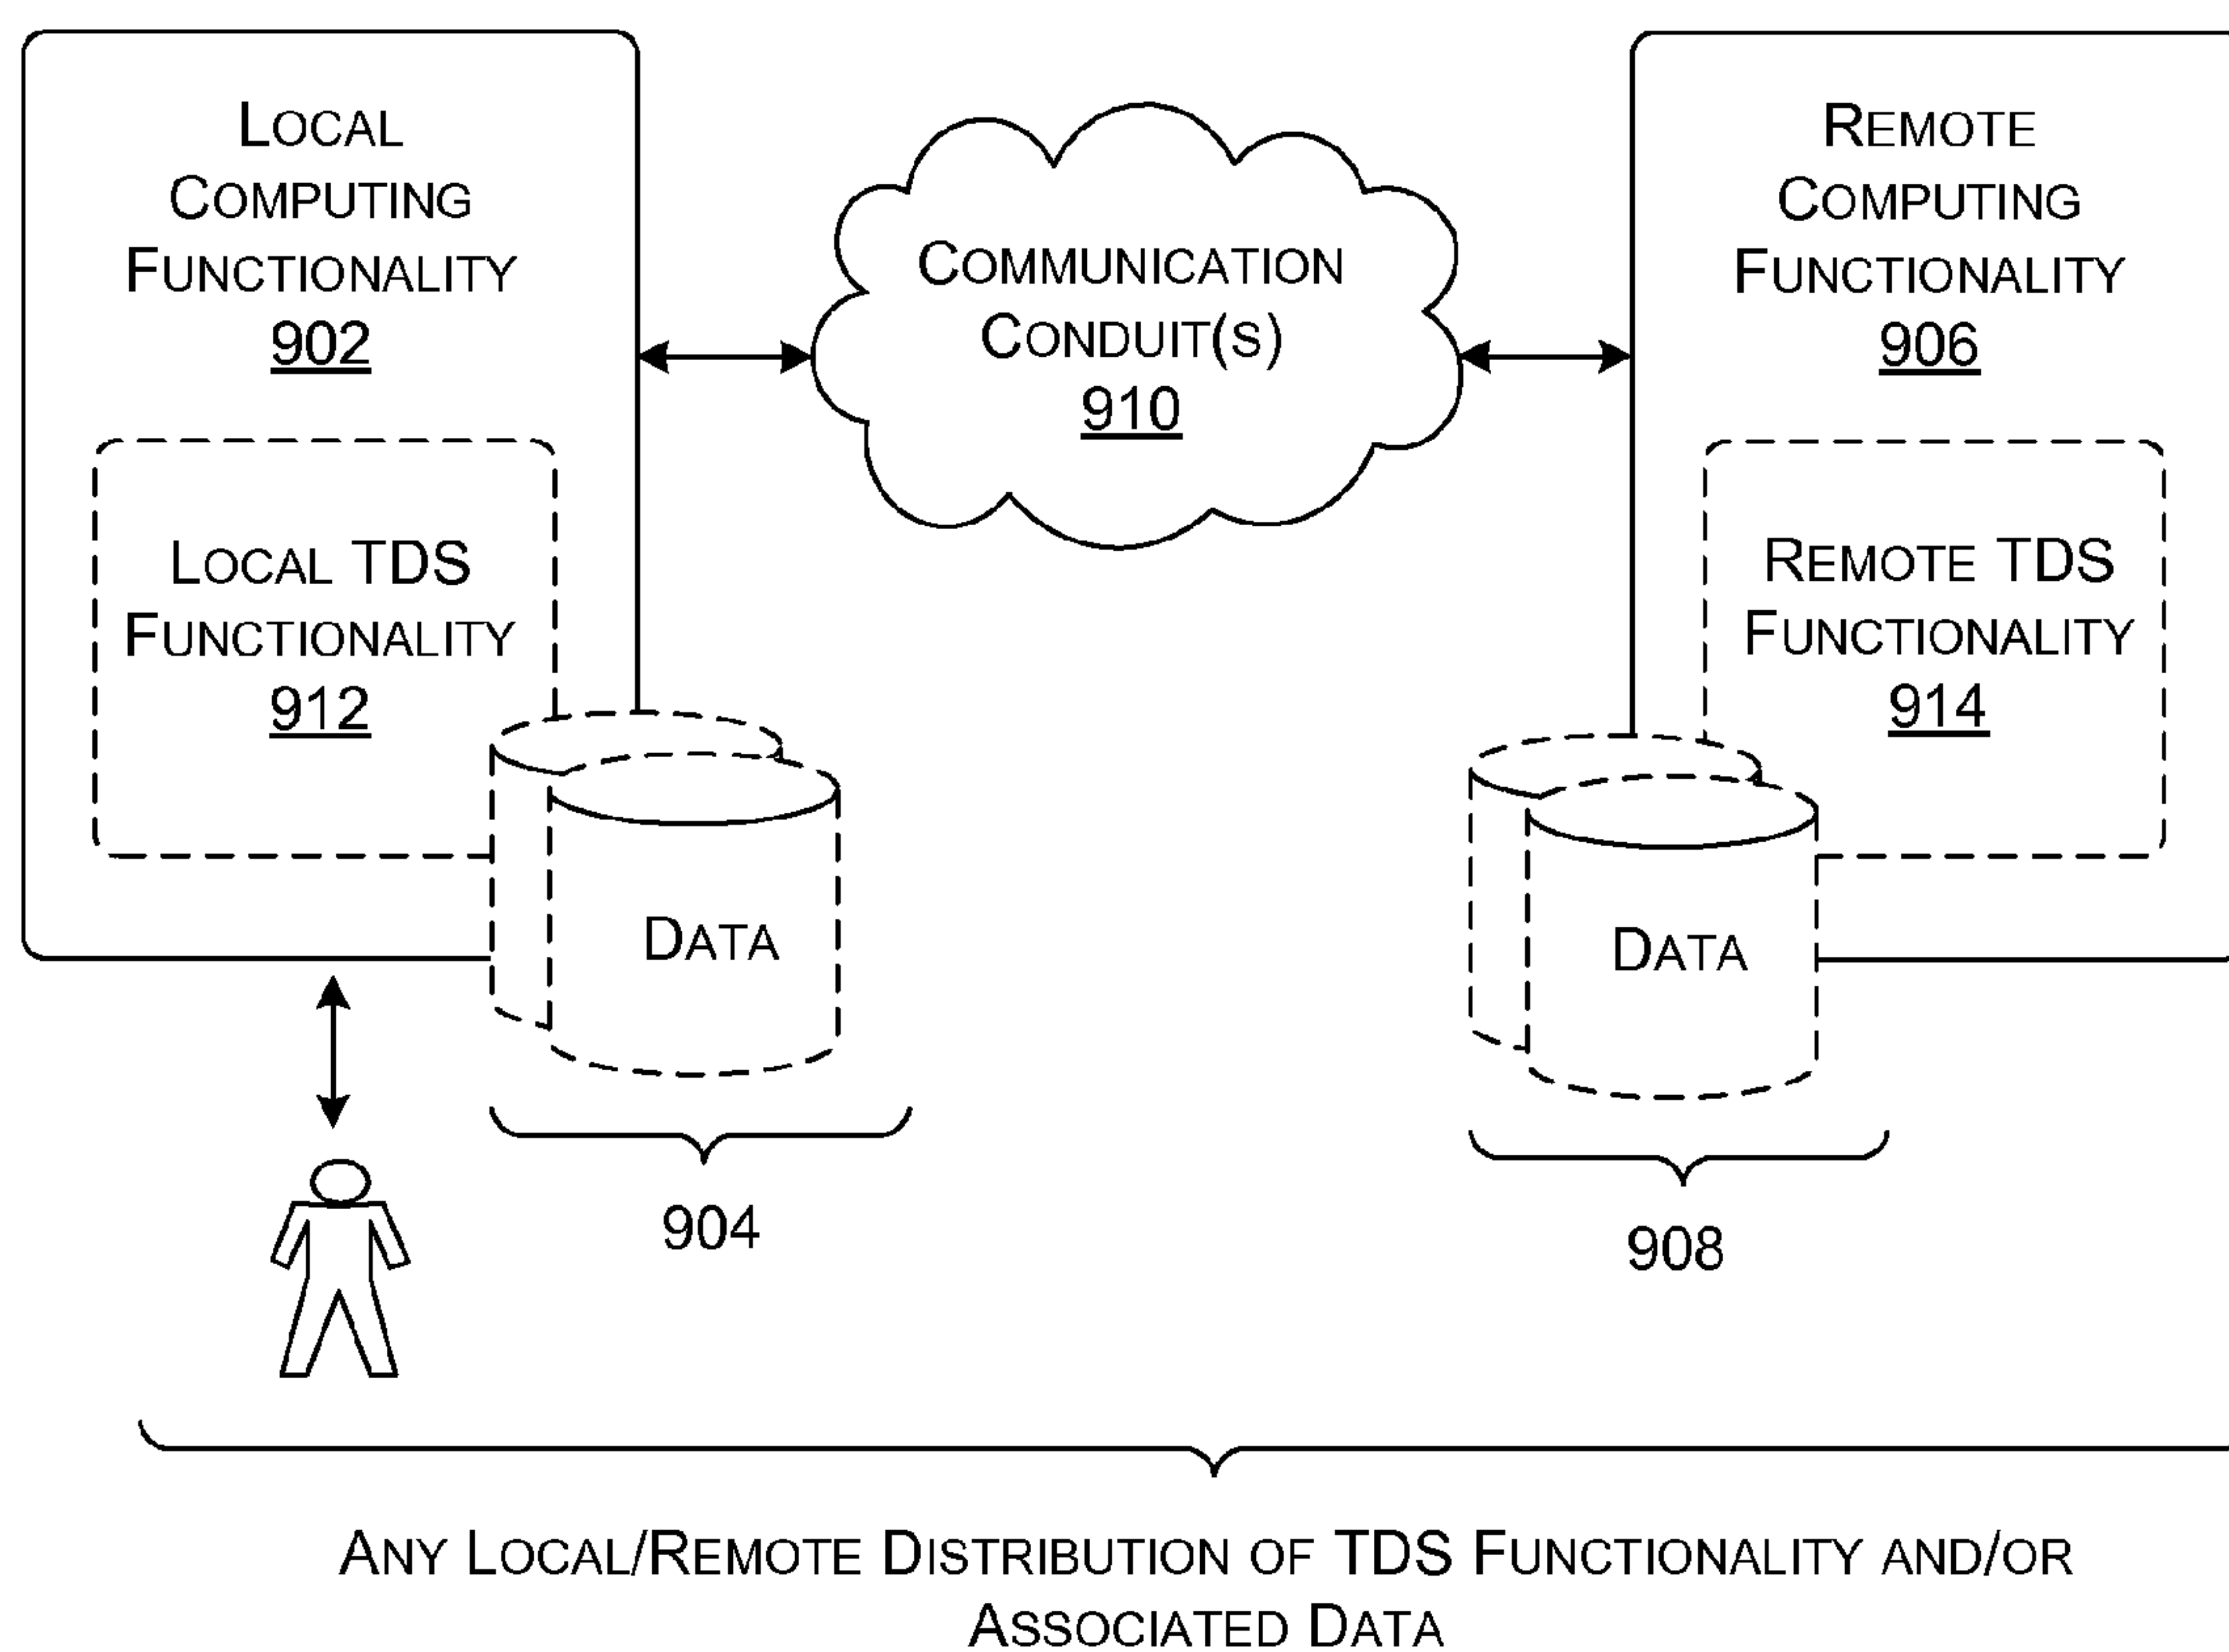 LOCAL
COMPUTING
FUNCTIONALITY
902
LOCAL TDS
FUNCTIONALITY
912
DATA
904
COMMUNICATION
CONDUIT(S)
910
REMOTE
COMPUTING
FUNCTIONALITY
906
REMOTE TDS
FUNCTIONALITY
914
DATA
908
ANY LOCAL/REMOTE DISTRIBUTION OF TDS FUNCTIONALITY AND/OR
ASSOCIATED DATA